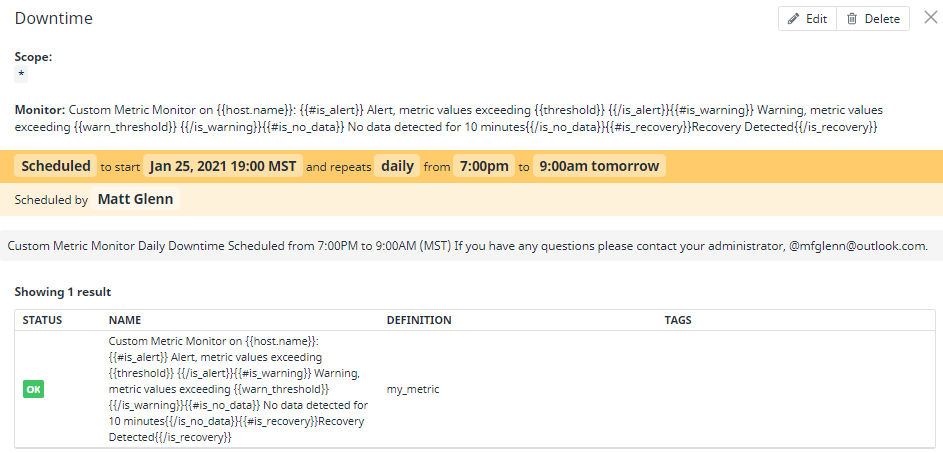 Downtime
Edit Delete
Scope:
*
Monitor: Custom Metric Monitor on {{host.name}}: {{#is_alert}} Alert, metric values exceeding {{threshold}} {{/is_alert}}{{#is_warning}} Warning, metric values
exceeding {{warn_threshold}} {{/is_warning}}{{#is_no_data}} No data detected for 10 minutes{{/is_no_data}}{{#is_recovery}}Recovery Detected{{/is_recovery}}
Scheduled to start Jan 25, 2021 19:00 MST and repeats daily from 7:00pm to 9:00am tomorrow
Scheduled by Matt Glenn
Custom Metric Monitor Daily Downtime Scheduled from 7:00PM to 9:00AM (MST) If you have any questions please contact your administrator, @mfglenn@outlook.com.
Showing 1 result
STATUS NAME DEFINITION TAGS
Custom Metric Monitor on {{host.name}}:
{{#is_alert}} Alert, metric values exceeding
{{threshold}} {{/is_alert}}{{#is_warning}} Warning,
OK metric values exceeding {{warn_threshold}} my_metric
{{/is_warning}}{{#is_no_data}} No data detected for
10 minutes{{/is_no_data}}{{#is_recovery}}Recovery
Detected{{/is_recovery}}